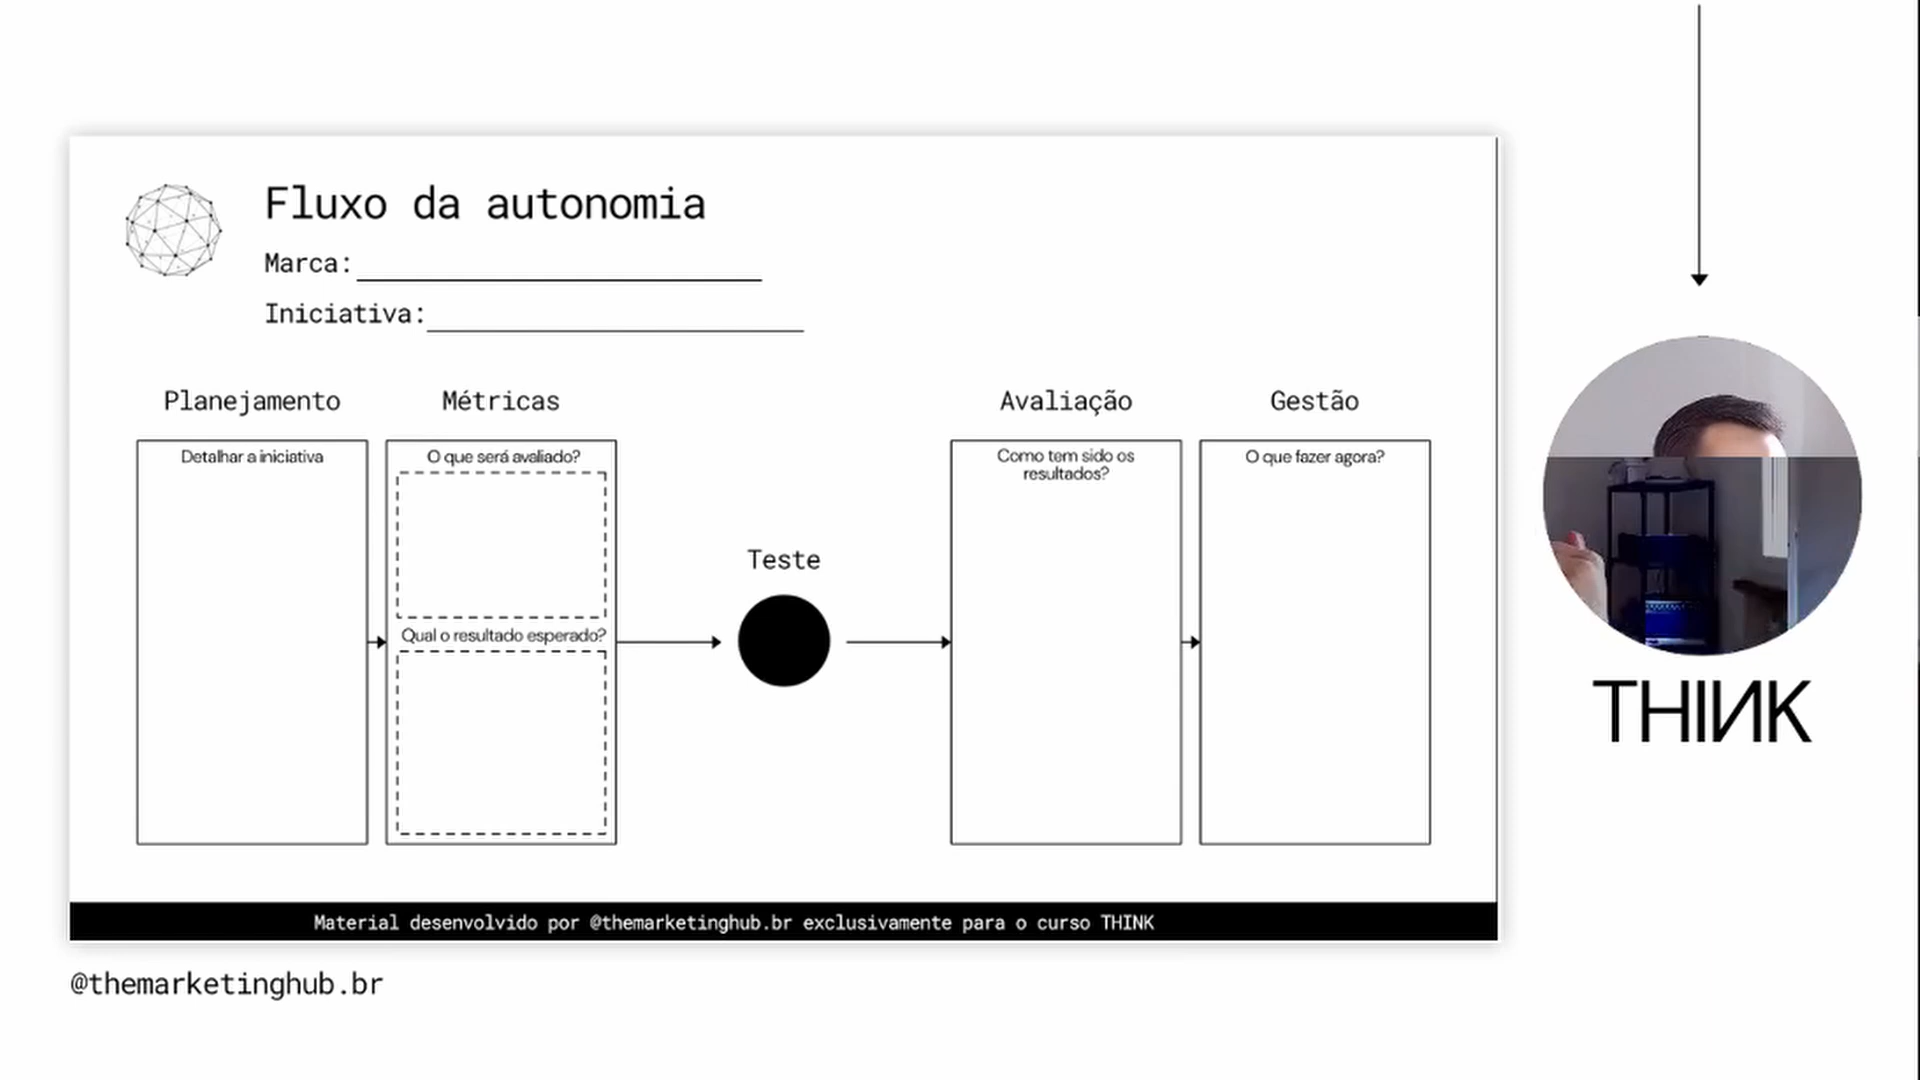 Fluxo da autonomia
Marca:
Iniciativa:
Planejamento
Detalhar a iniciativa
Métricas
O que será avaliado?
Qual o resultado esperado?
Teste
Avaliação
Como tem sido os
resultados?
Gestão
O que fazer agora?
Material desenvolvido por @themarketinghub.br exclusivamente para o curso THINK
@themarketinghub.br
THIИK